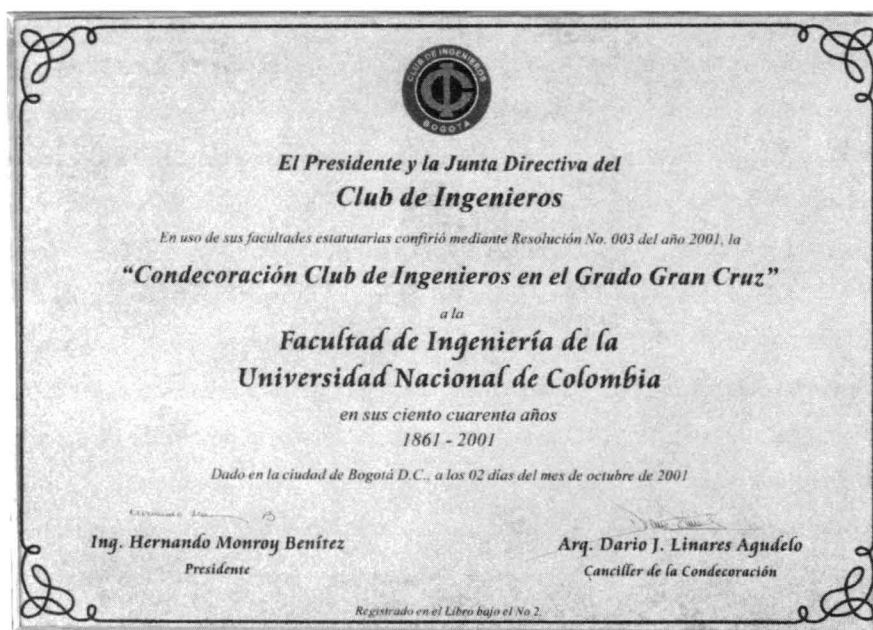 CLUB DE INGENIEROS
BOGOTA
El Presidente y la Junta Directiva del
Club de Ingenieros
En uso de sus facultades estatutarias confirió mediante Resolución No. 003 del año 2001, la
“Condecoración Club de Ingenieros en el Grado Gran Cruz”
a la
Facultad de Ingeniería de la
Universidad Nacional de Colombia
en sus ciento cuarenta años
1861 - 2001
Dado en la ciudad de Bogotá D.C., a los 02 días del mes de octubre de 2001
Ing. Hernando Monroy Benítez
Presidente
Arq. Dario J. Linares Agudelo
Canciller de la Condecoración
Registrado en el Libro bajo el No 2.